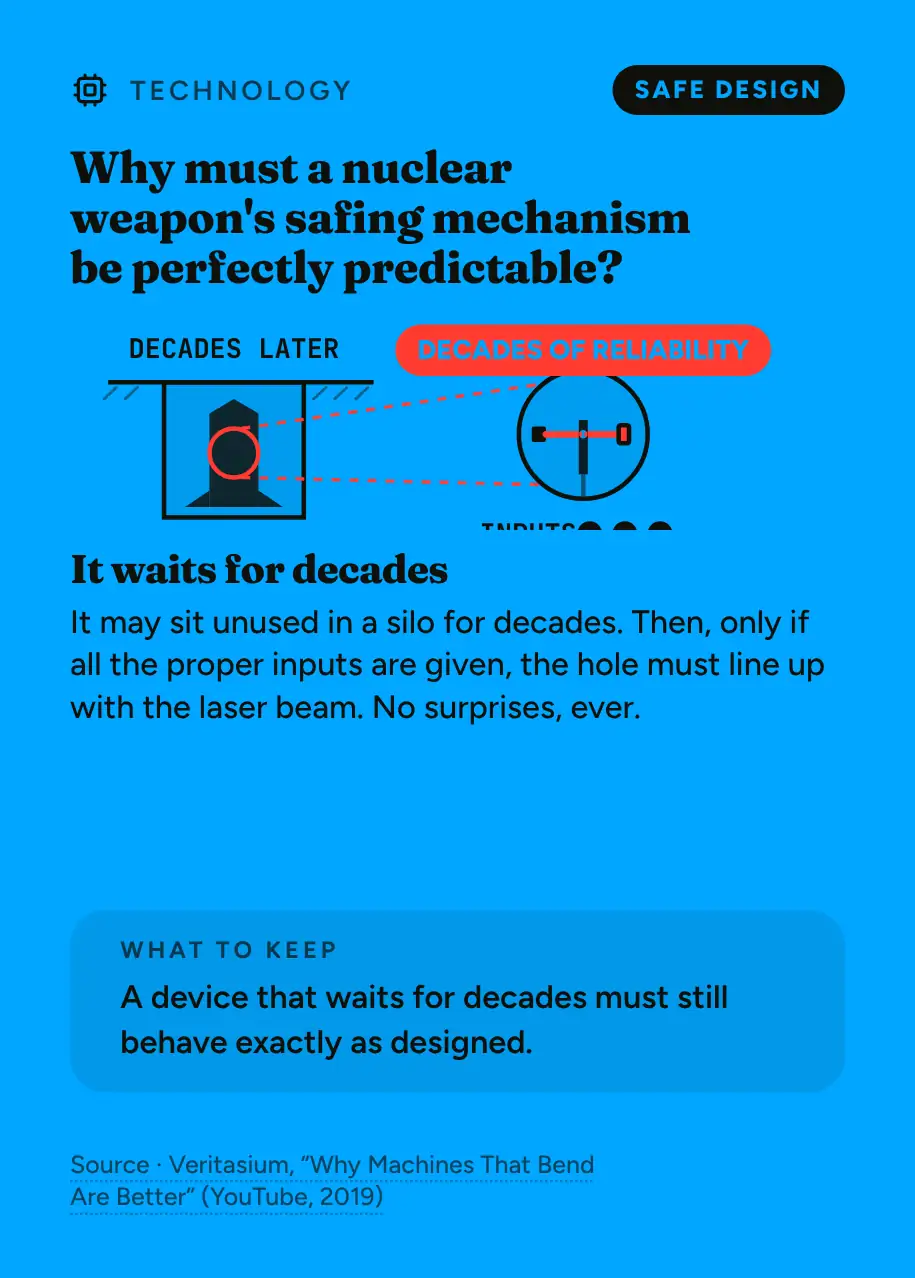 TECHNOLOGY
SAFE DESIGN
Why must a nuclear
weapon's safing mechanism
be perfectly predictable?
DECADES LATER
DECADES OF RELIABILITY
INPUTS
It waits for decades
It may sit unused in a silo for decades. Then, only if
all the proper inputs are given, the hole must line up
with the laser beam. No surprises, ever.
WHAT TO KEEP
A device that waits for decades must still
behave exactly as designed.
Source · Veritasium, “Why Machines That Bend
Are Better” (YouTube, 2019)